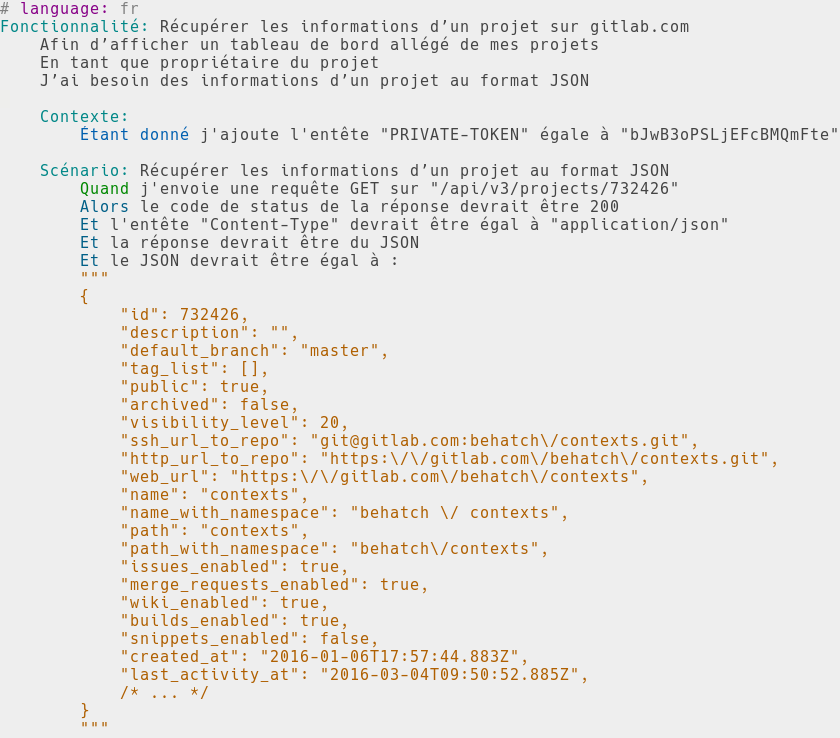 # language: fr
Fonctionnalité: Récupérer les informations d’un projet sur gitlab.com
    Afin d’afficher un tableau de bord allégé de mes projets
    En tant que propriétaire du projet
    J’ai besoin des informations d’un projet au format JSON

    Contexte:
        Étant donné j'ajoute l'entête "PRIVATE-TOKEN" égale à "bJwB3oPSLjEFcBMQmFte"

    Scénario: Récupérer les informations d’un projet au format JSON
        Quand j'envoie une requête GET sur "/api/v3/projects/732426"
        Alors le code de status de la réponse devrait être 200
        Et l'entête "Content-Type" devrait être égal à "application/json"
        Et la réponse devrait être du JSON
        Et le JSON devrait être égal à :
        """
        {
            "id": 732426,
            "description": "",
            "default_branch": "master",
            "tag_list": [],
            "public": true,
            "archived": false,
            "visibility_level": 20,
            "ssh_url_to_repo": "git@gitlab.com:behatch\/contexts.git",
            "http_url_to_repo": "https:\/\/gitlab.com\/behatch\/contexts.git",
            "web_url": "https:\/\/gitlab.com\/behatch\/contexts",
            "name": "contexts",
            "name_with_namespace": "behatch \/ contexts",
            "path": "contexts",
            "path_with_namespace": "behatch\/contexts",
            "issues_enabled": true,
            "merge_requests_enabled": true,
            "wiki_enabled": true,
            "builds_enabled": true,
            "snippets_enabled": false,
            "created_at": "2016-01-06T17:57:44.883Z",
            "last_activity_at": "2016-03-04T09:50:52.885Z",
            /* ... */
        }
        """